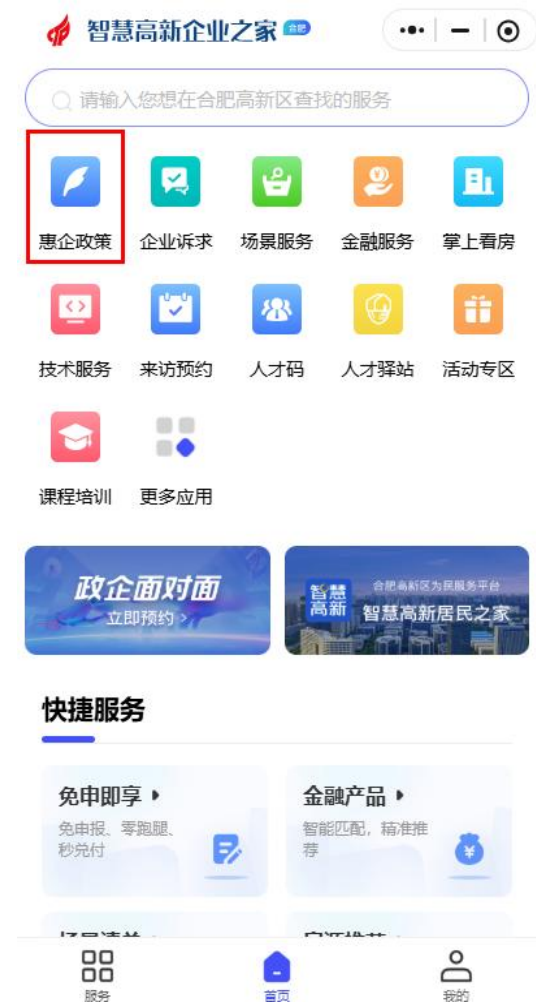 智慧高新企业之家 合肥
请输入您想在合肥高新区查找的服务
惠企政策 企业诉求 场景服务 金融服务 掌上看房
技术服务 来访预约 人才码 人才驿站 活动专区
课程培训 更多应用
政企面对面
立即预约 >
智慧高新
合肥高新区为民服务平台
智慧高新居民之家
快捷服务
免申即享
免申报、零跑腿、
秒兑付
金融产品
智能匹配，精准推
荐
服务 首页 我的